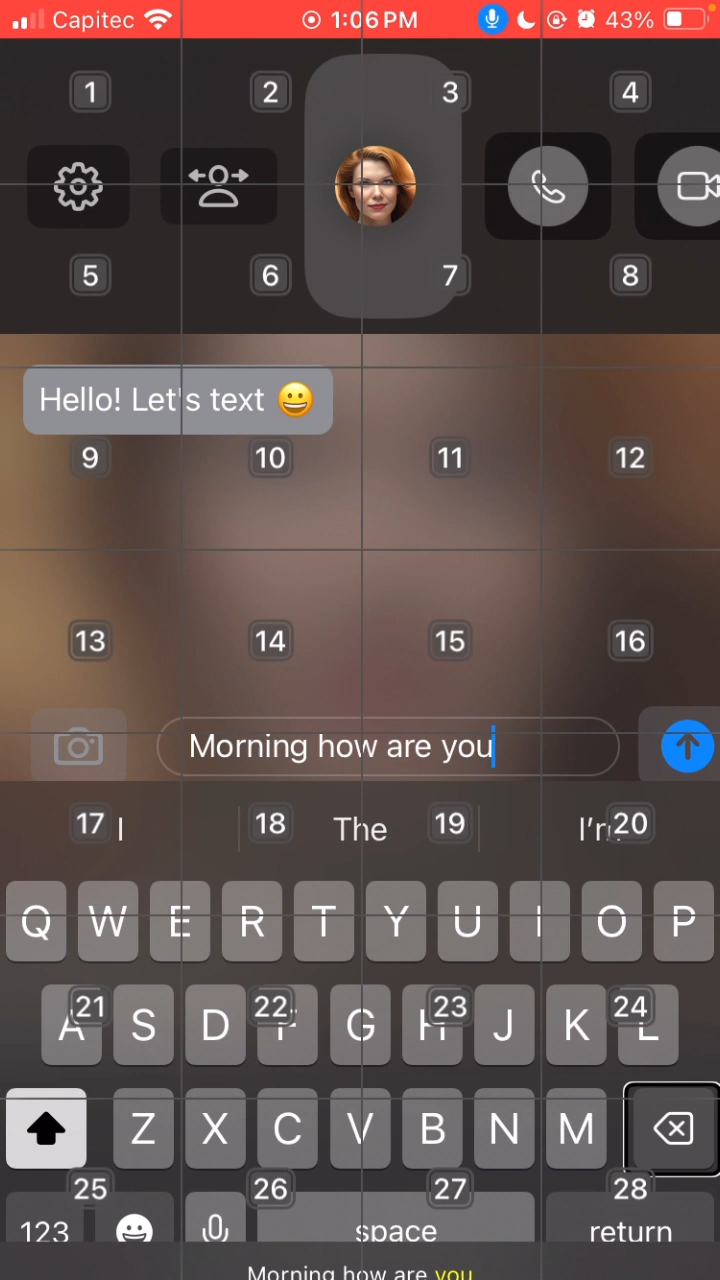 Capitec 1:06 PM 43%
1 2 3 4
5 6 7 8
Hello! Let's text 😀
9 10 11 12
13 14 15 16
Morning how are you
17 I 18 The 19 I'm 20
Q W E R T Y U I O P
21 22 23 24
A S D F G H J K L
Z X C V B N M
25 26 27 28
123 space return
Morning how are you